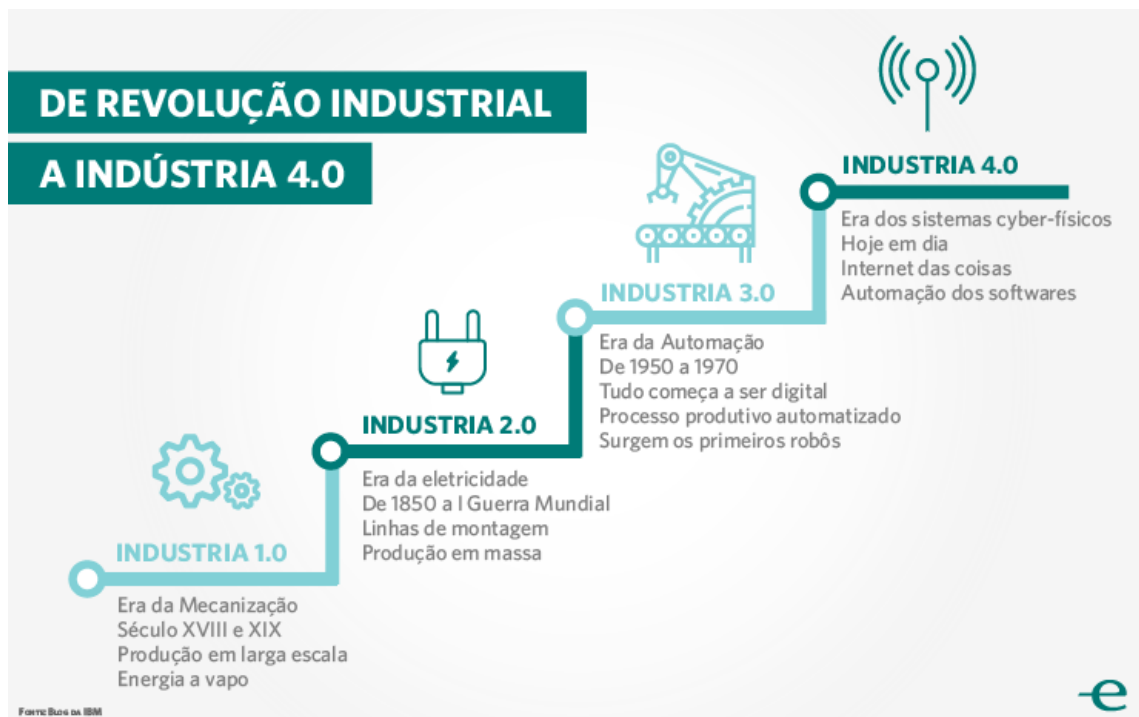 DE REVOLUÇÃO INDUSTRIAL
A INDÚSTRIA 4.0
INDUSTRIA 1.0
Era da Mecanização
Século XVIII e XIX
Produção em larga escala
Energia a vapo
INDUSTRIA 2.0
Era da eletricidade
De 1850 a I Guerra Mundial
Linhas de montagem
Produção em massa
INDUSTRIA 3.0
Era da Automação
De 1950 a 1970
Tudo começa a ser digital
Processo produtivo automatizado
Surgem os primeiros robôs
INDUSTRIA 4.0
Era dos sistemas cyber-físicos
Hoje em dia
Internet das coisas
Automação dos softwares
FONTE: BLOG DA IBM
e